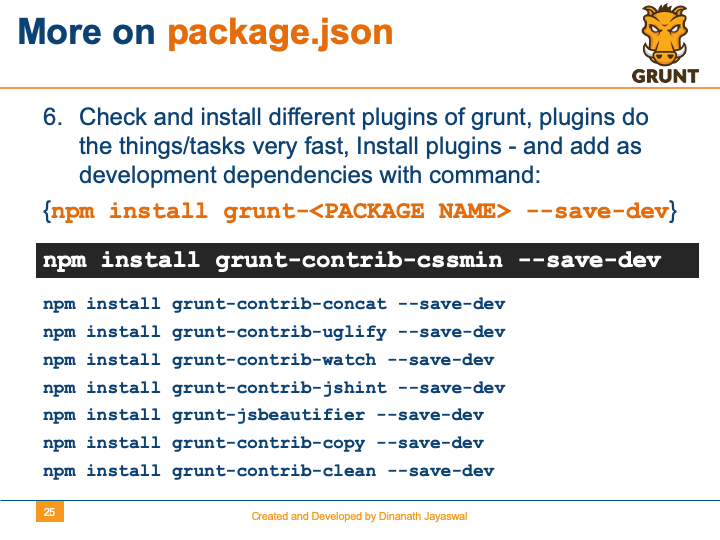 More on package.json
GRUNT
6. Check and install different plugins of grunt, plugins do
the things/tasks very fast, Install plugins - and add as
development dependencies with command:
{npm install grunt-<PACKAGE NAME> --save-dev}
npm install grunt-contrib-cssmin --save-dev
npm install grunt-contrib-concat --save-dev
npm install grunt-contrib-uglify --save-dev
npm install grunt-contrib-watch --save-dev
npm install grunt-contrib-jshint --save-dev
npm install grunt-jsbeautifier --save-dev
npm install grunt-contrib-copy --save-dev
npm install grunt-contrib-clean --save-dev
25
Created and Developed by Dinanath Jayaswal